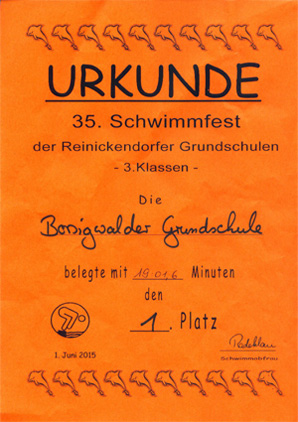 URKUNDE
35. Schwimmfest
der Reinickendorfer Grundschulen
- 3.Klassen -
Die
Borsigwalder Grundschule
belegte mit 19 01,6 Minuten
den
1. Platz
1. Juni 2015
Schwimmobfrau